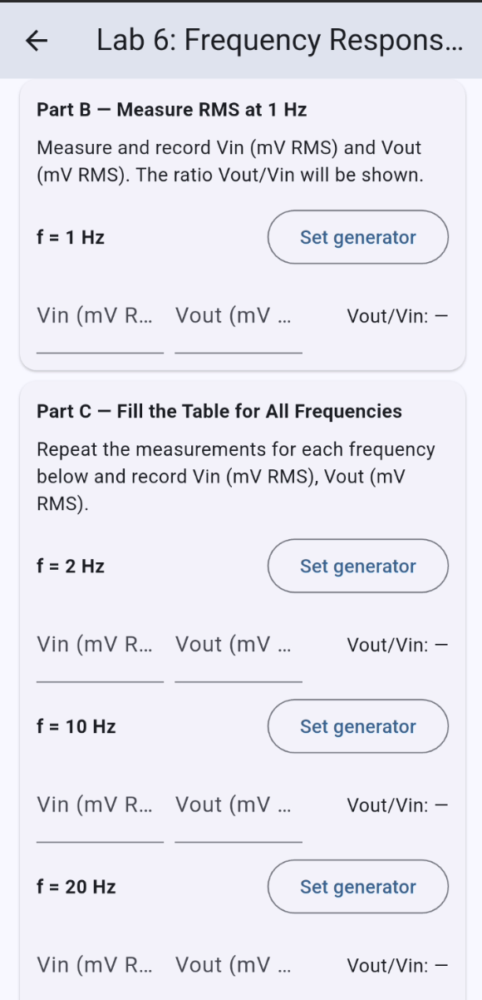 Lab 6: Frequency Respons...
Part B — Measure RMS at 1 Hz
Measure and record Vin (mV RMS) and Vout
(mV RMS). The ratio Vout/Vin will be shown.
f = 1 Hz Set generator
Vin (mV R... Vout (mV ... Vout/Vin: —
Part C — Fill the Table for All Frequencies
Repeat the measurements for each frequency
below and record Vin (mV RMS), Vout (mV
RMS).
f = 2 Hz Set generator
Vin (mV R... Vout (mV ... Vout/Vin: —
f = 10 Hz Set generator
Vin (mV R... Vout (mV ... Vout/Vin: —
f = 20 Hz Set generator
Vin (mV R... Vout (mV ... Vout/Vin: —